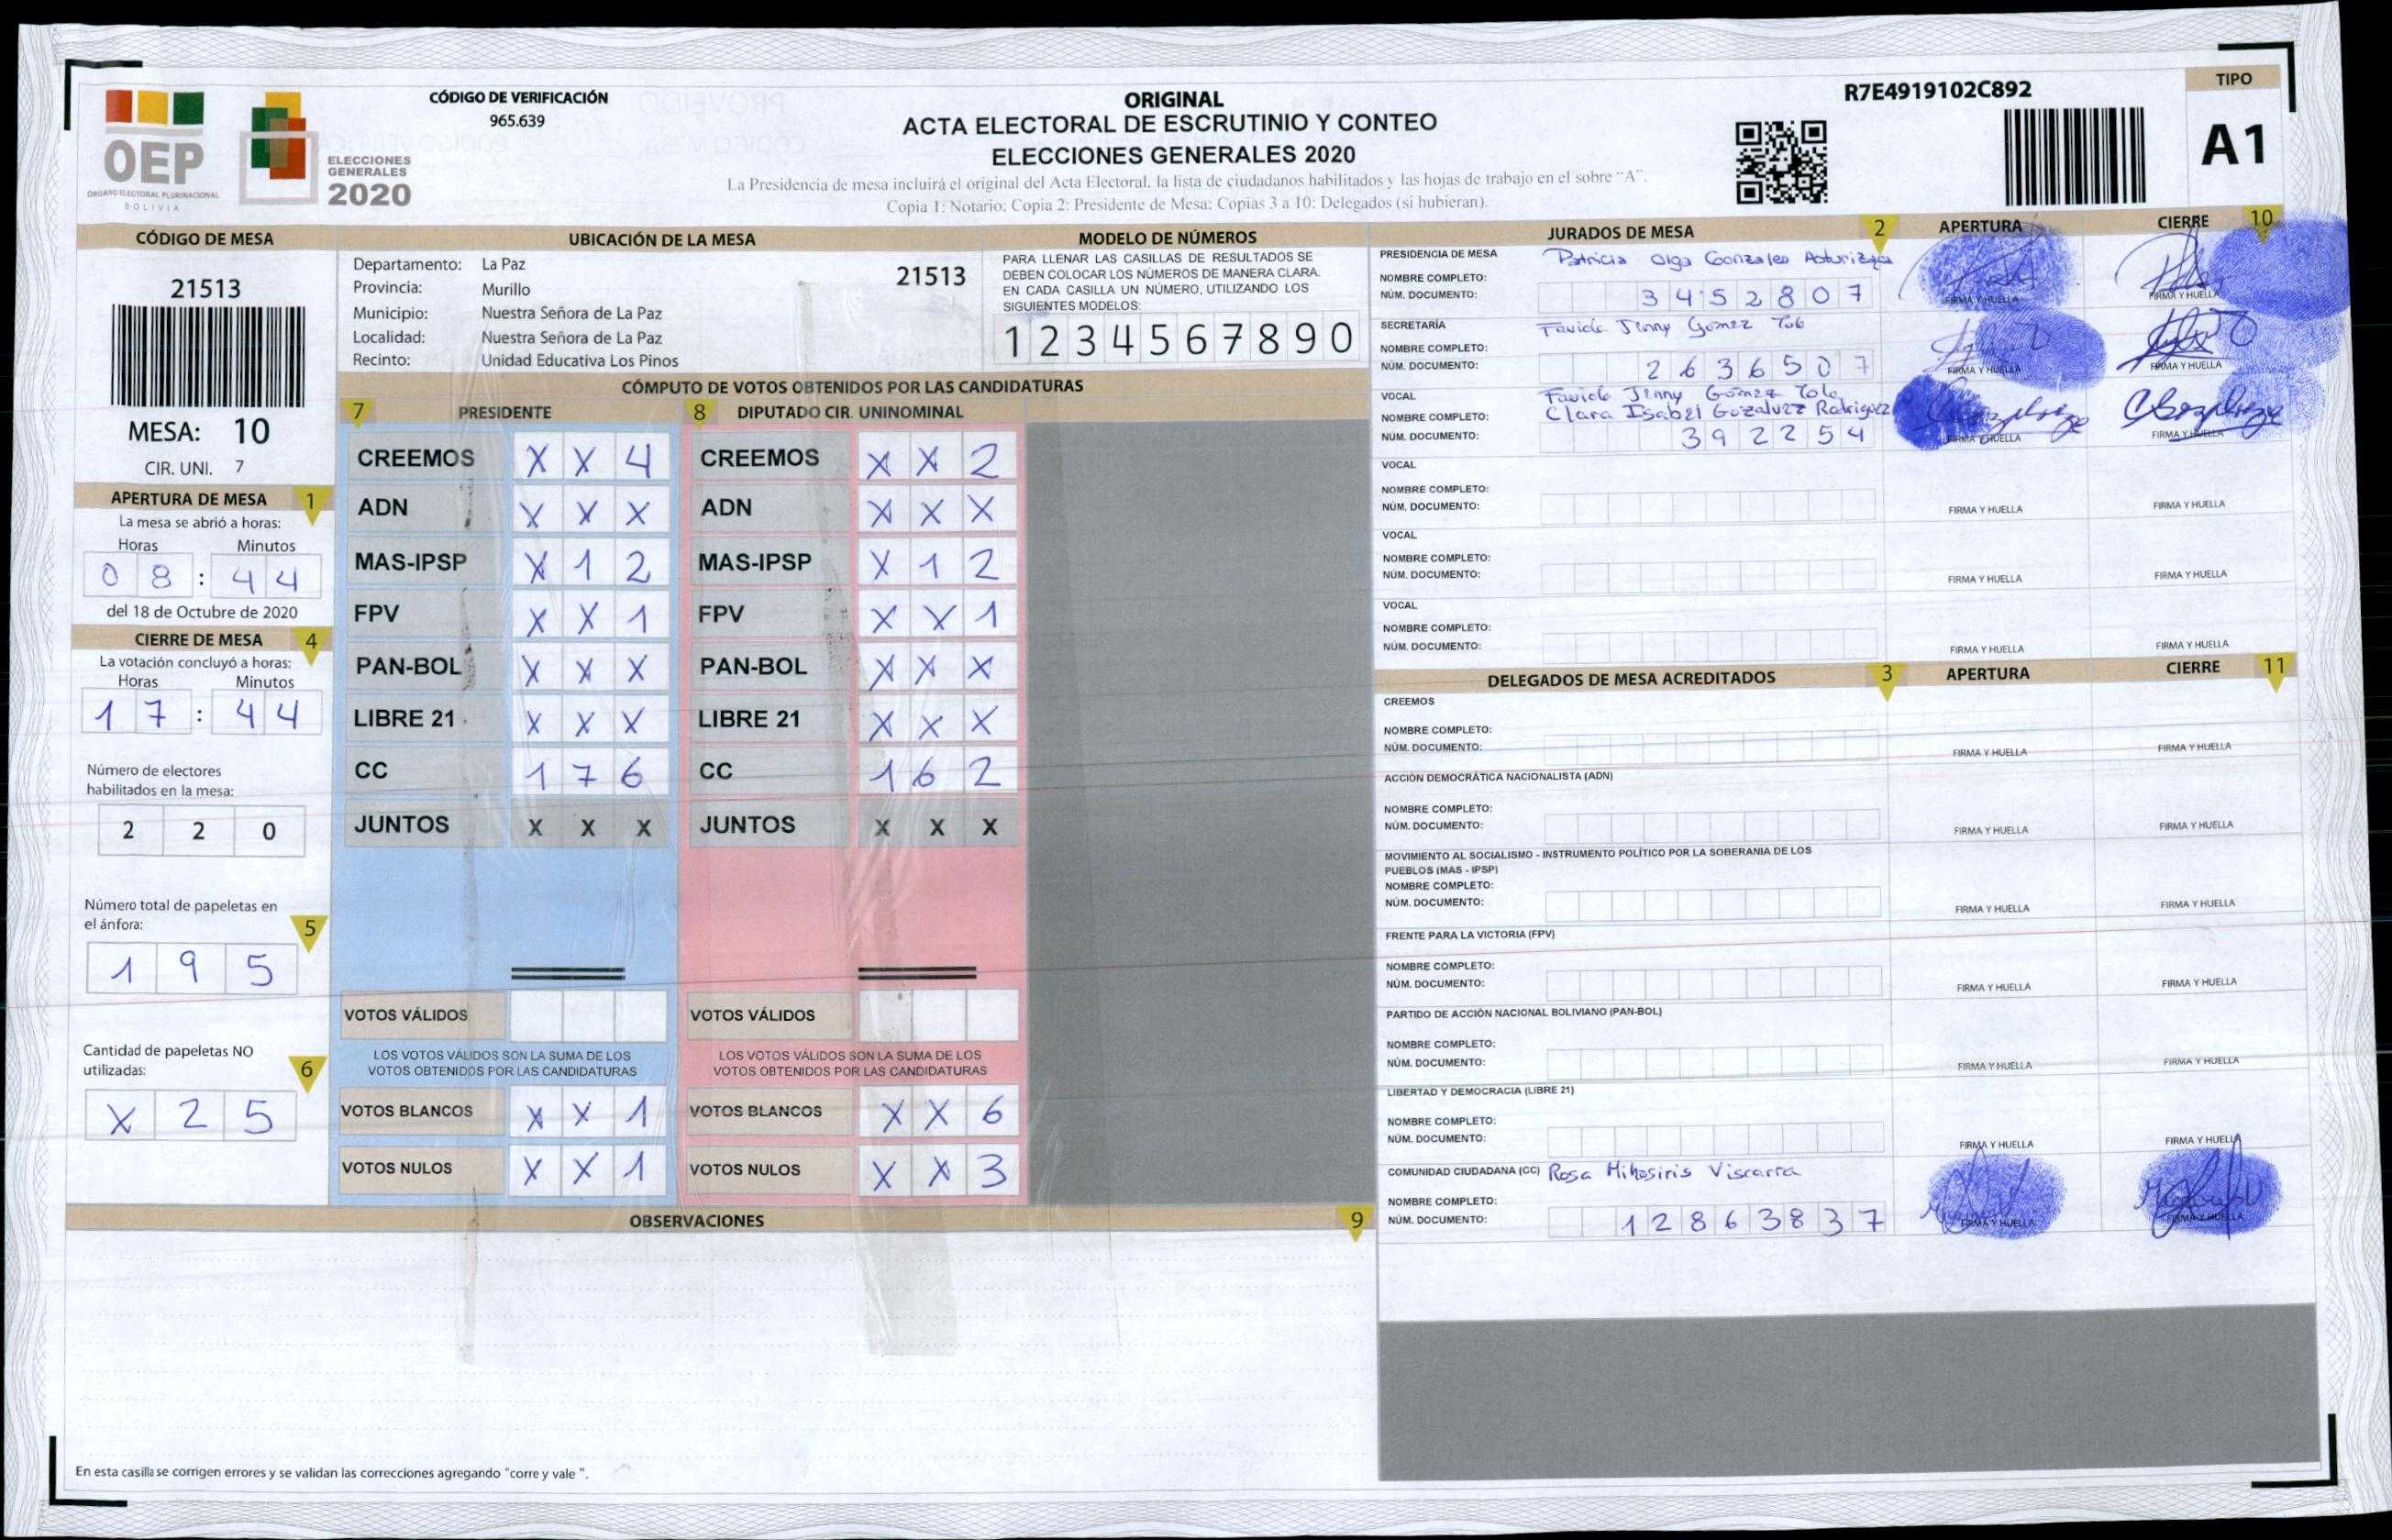 OEP
ÓRGANO ELECTORAL PLURINACIONAL
BOLIVIA
ELECCIONES
GENERALES
2020
CÓDIGO DE VERIFICACIÓN
965.639
ORIGINAL
ACTA ELECTORAL DE ESCRUTINIO Y CONTEO
ELECCIONES GENERALES 2020
La Presidencia de mesa incluirá el original del Acta Electoral, la lista de ciudadanos habilitados y las hojas de trabajo en el sobre "A".
Copia 1: Notario: Copia 2: Presidente de Mesa: Copias 3 a 10: Delegados (si hubieran).
R7E4919102C892
TIPO
A1
CÓDIGO DE MESA
21513
MESA: 10
CIR. UNI. 7
APERTURA DE MESA 1
La mesa se abrió a horas:
Horas Minutos
0 8 : 4 4
del 18 de Octubre de 2020
CIERRE DE MESA 4
La votación concluyó a horas:
Horas Minutos
1 7 : 4 4
Número de electores
habilitados en la mesa:
2 2 0
Número total de papeletas en
el ánfora:
5
1 9 5
Cantidad de papeletas NO
utilizadas:
6
X 2 5
UBICACIÓN DE LA MESA
Departamento: La Paz
21513
Provincia: Murillo
Municipio: Nuestra Señora de La Paz
Localidad: Nuestra Señora de La Paz
Recinto: Unidad Educativa Los Pinos
MODELO DE NÚMEROS
PARA LLENAR LAS CASILLAS DE RESULTADOS SE
DEBEN COLOCAR LOS NÚMEROS DE MANERA CLARA.
EN CADA CASILLA UN NÚMERO, UTILIZANDO LOS
SIGUIENTES MODELOS:
1 2 3 4 5 6 7 8 9 0
CÓMPUTO DE VOTOS OBTENIDOS POR LAS CANDIDATURAS
7 PRESIDENTE 8 DIPUTADO CIR. UNINOMINAL
CREEMOS X X 4 CREEMOS X X 2
ADN X X X ADN X X X
MAS-IPSP X 1 2 MAS-IPSP X 1 2
FPV X X 1 FPV X X 1
PAN-BOL X X X PAN-BOL X X X
LIBRE 21 X X X LIBRE 21 X X X
CC 1 7 6 CC 1 6 2
JUNTOS X X X JUNTOS X X X
VOTOS VÁLIDOS VOTOS VÁLIDOS
LOS VOTOS VÁLIDOS SON LA SUMA DE LOS LOS VOTOS VÁLIDOS SON LA SUMA DE LOS
VOTOS OBTENIDOS POR LAS CANDIDATURAS VOTOS OBTENIDOS POR LAS CANDIDATURAS
VOTOS BLANCOS X X 1 VOTOS BLANCOS X X 6
VOTOS NULOS X X 1 VOTOS NULOS X X 3
OBSERVACIONES 9
En esta casilla se corrigen errores y se validan las correcciones agregando "corre y vale ".
JURADOS DE MESA 2 APERTURA CIERRE 10
PRESIDENCIA DE MESA Patricia Olga Gonzales
NOMBRE COMPLETO:
NÚM. DOCUMENTO: 3 4 5 2 8 0 7 FIRMA Y HUELLA FIRMA Y HUELLA
SECRETARÍA Jenny Gomez
NOMBRE COMPLETO:
NÚM. DOCUMENTO: 2 6 3 6 5 0 7 FIRMA Y HUELLA FIRMA Y HUELLA
VOCAL Jenny Gomez
NOMBRE COMPLETO: Clara Isabel Gozalvez Rodriguez
NÚM. DOCUMENTO: 3 9 2 2 5 4 FIRMA Y HUELLA FIRMA Y HUELLA
VOCAL
NOMBRE COMPLETO:
NÚM. DOCUMENTO: FIRMA Y HUELLA FIRMA Y HUELLA
VOCAL
NOMBRE COMPLETO:
NÚM. DOCUMENTO: FIRMA Y HUELLA FIRMA Y HUELLA
VOCAL
NOMBRE COMPLETO:
NÚM. DOCUMENTO: FIRMA Y HUELLA FIRMA Y HUELLA
DELEGADOS DE MESA ACREDITADOS 3 APERTURA CIERRE 11
CREEMOS
NOMBRE COMPLETO:
NÚM. DOCUMENTO: FIRMA Y HUELLA FIRMA Y HUELLA
ACCIÓN DEMOCRÁTICA NACIONALISTA (ADN)
NOMBRE COMPLETO:
NÚM. DOCUMENTO: FIRMA Y HUELLA FIRMA Y HUELLA
MOVIMIENTO AL SOCIALISMO - INSTRUMENTO POLÍTICO POR LA SOBERANIA DE LOS
PUEBLOS (MAS - IPSP)
NOMBRE COMPLETO:
NÚM. DOCUMENTO: FIRMA Y HUELLA FIRMA Y HUELLA
FRENTE PARA LA VICTORIA (FPV)
NOMBRE COMPLETO:
NÚM. DOCUMENTO: FIRMA Y HUELLA FIRMA Y HUELLA
PARTIDO DE ACCIÓN NACIONAL BOLIVIANO (PAN-BOL)
NOMBRE COMPLETO:
NÚM. DOCUMENTO: FIRMA Y HUELLA FIRMA Y HUELLA
LIBERTAD Y DEMOCRACIA (LIBRE 21)
NOMBRE COMPLETO:
NÚM. DOCUMENTO: FIRMA Y HUELLA FIRMA Y HUELLA
COMUNIDAD CIUDADANA (CC) Rosa Viscarra
NOMBRE COMPLETO:
NÚM. DOCUMENTO: 1 2 8 6 3 8 3 7 FIRMA Y HUELLA FIRMA Y HUELLA